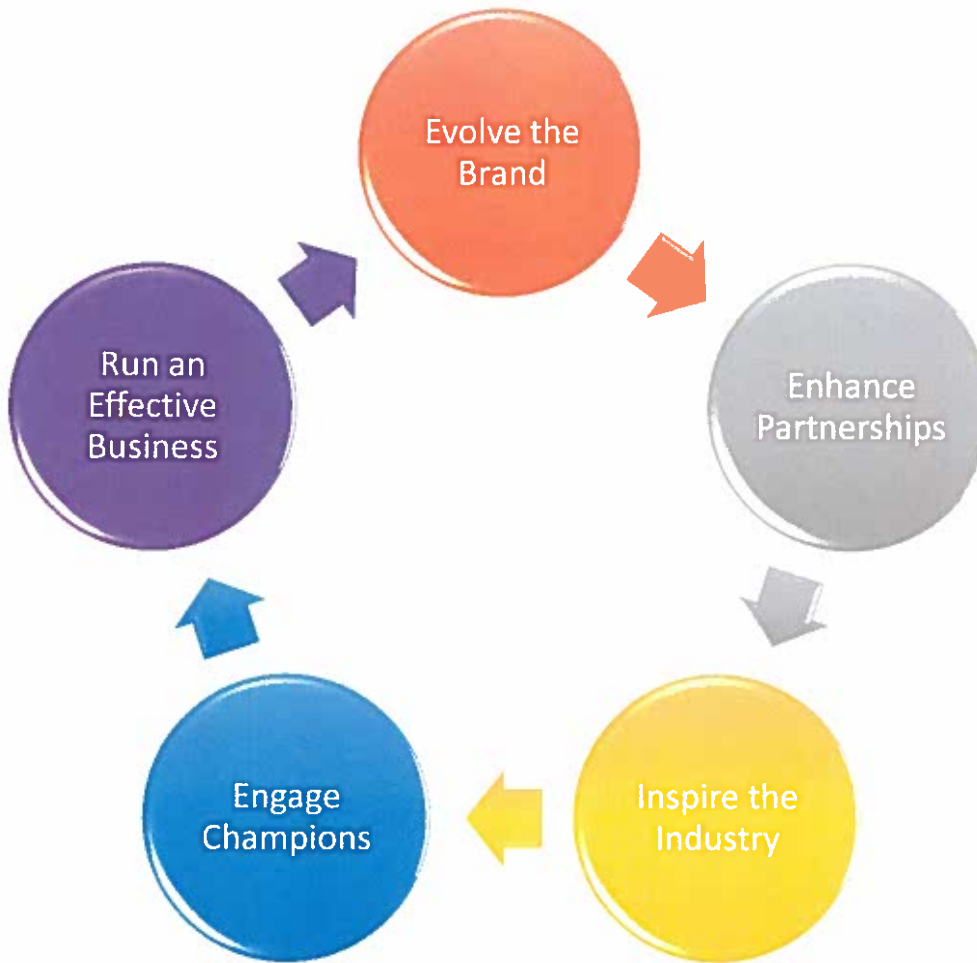 Evolve the
Brand
Enhance
Partnerships
Inspire the
Industry
Engage
Champions
Run an
Effective
Business